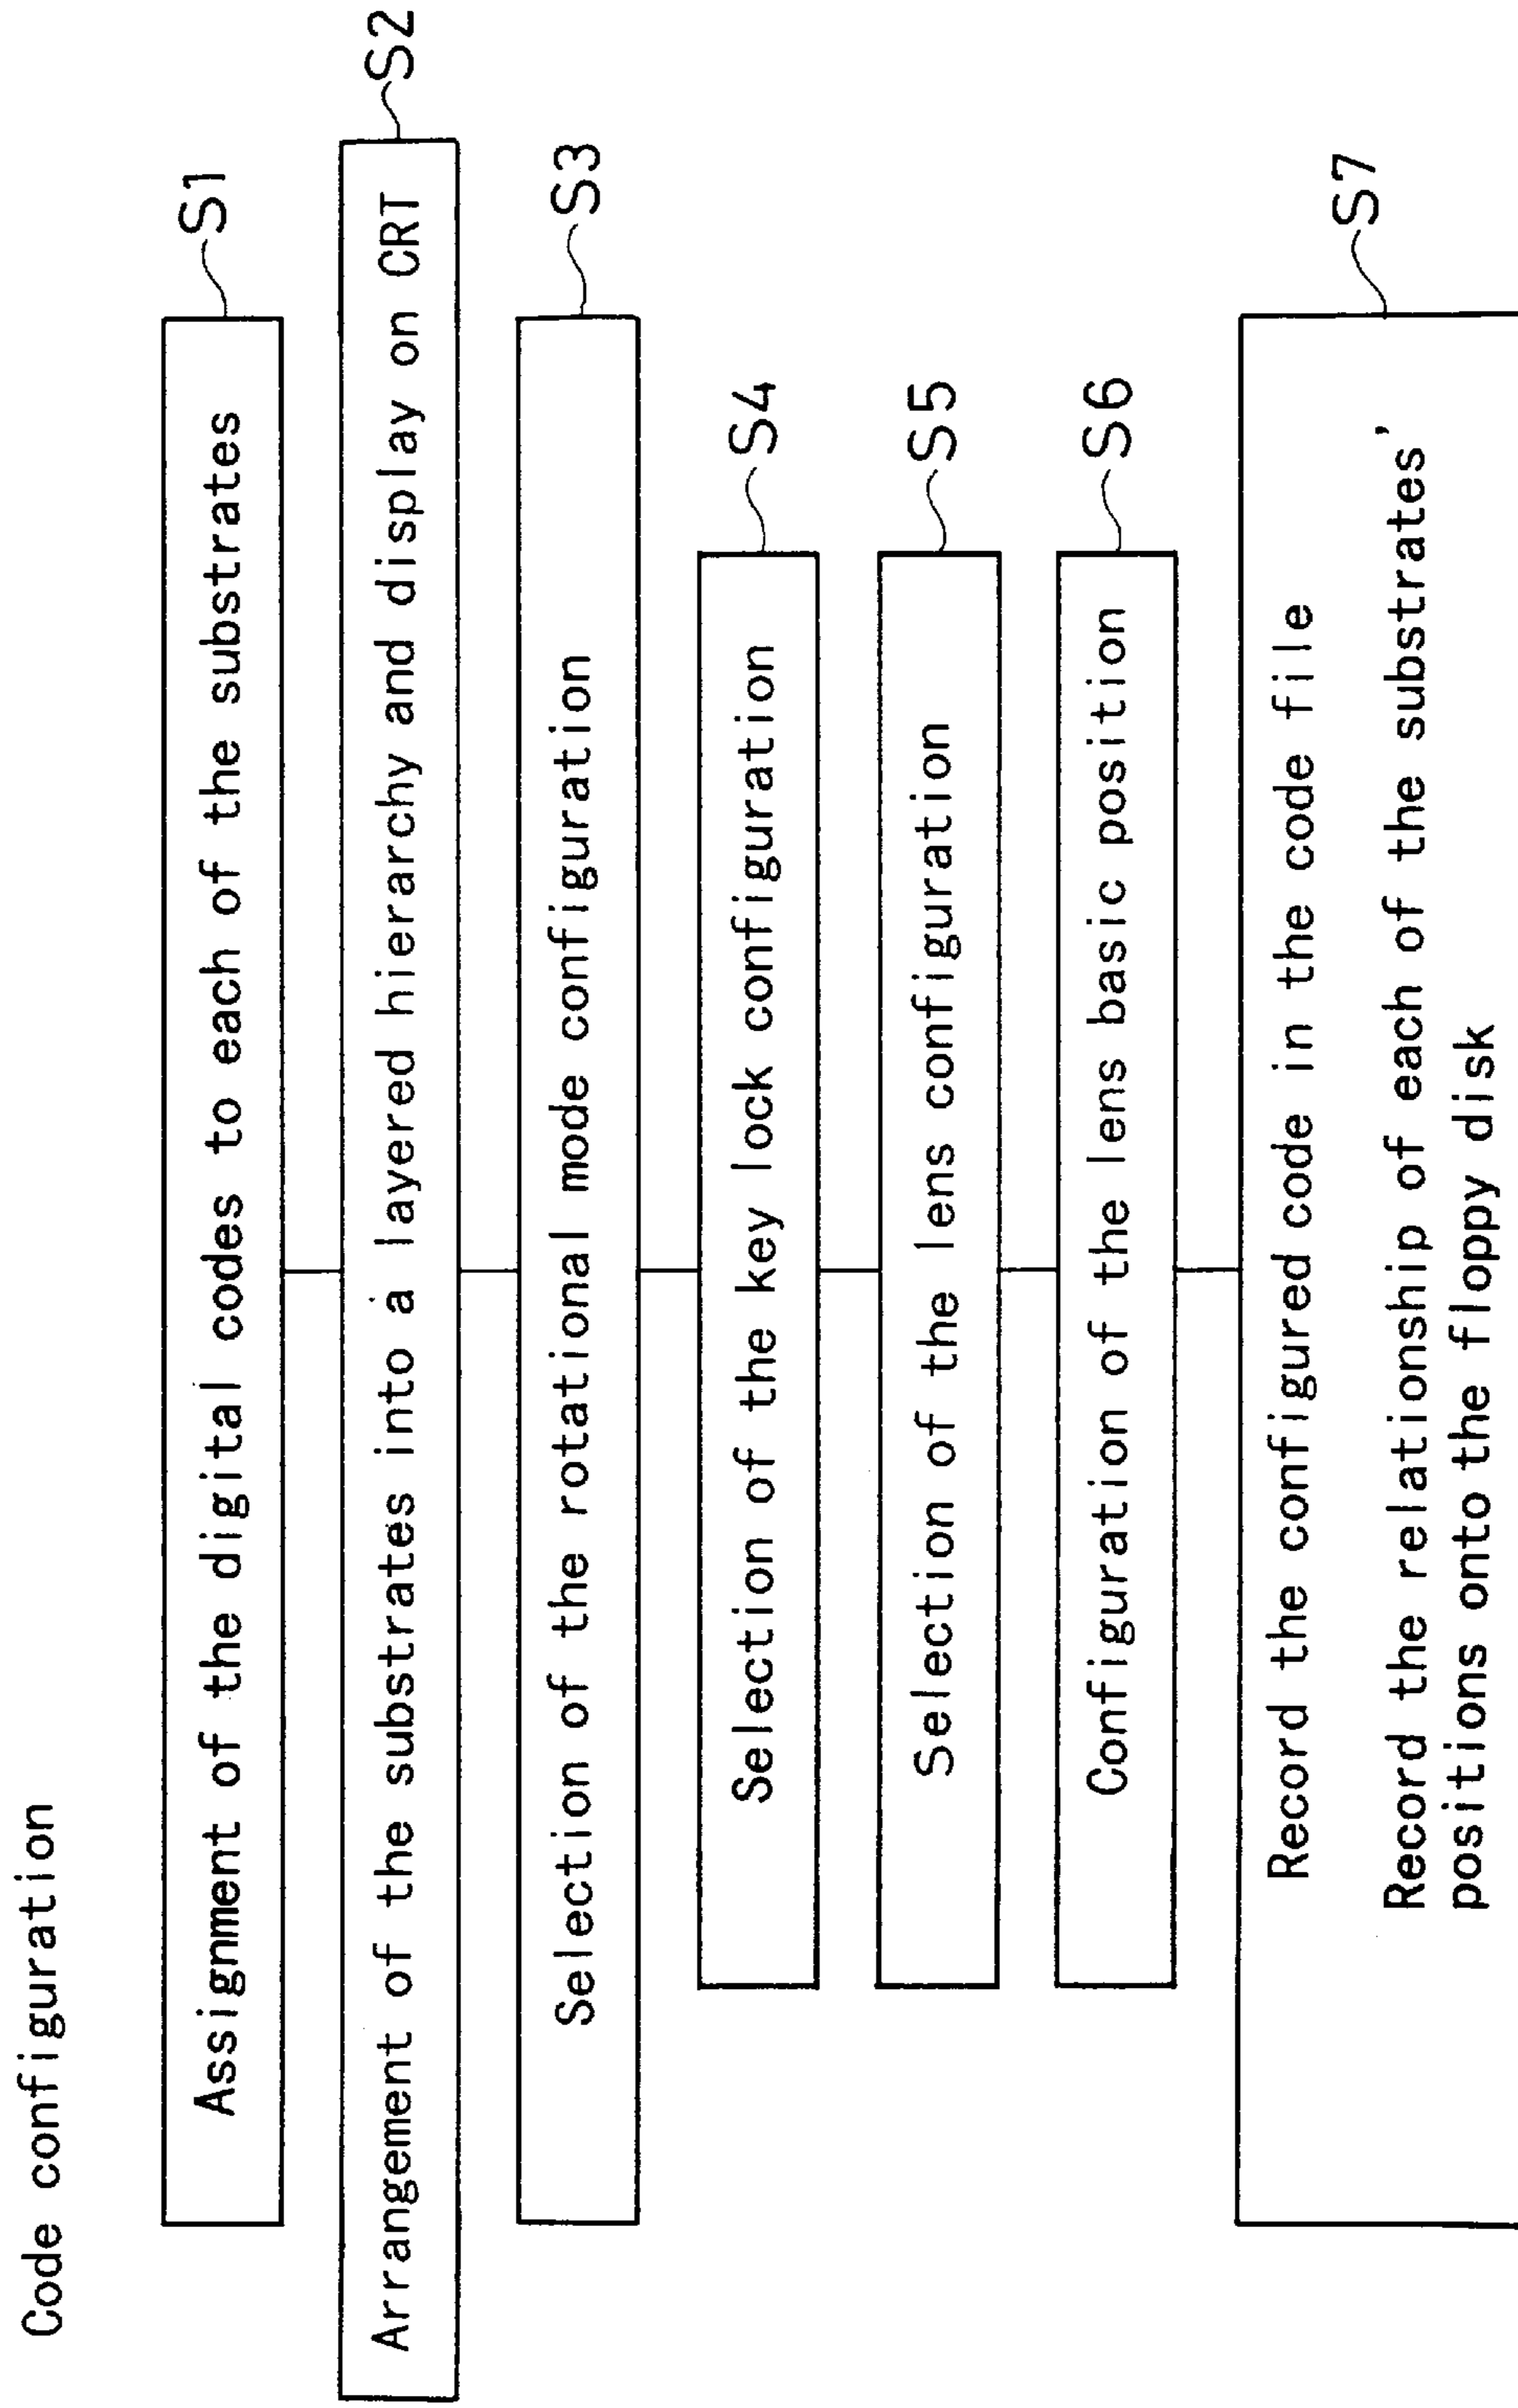 Code configuration
Assignment of the digital codes to each of the substrates
S1
Arrangement of the substrates into a layered hierarchy and display on CRT
S2
Selection of the rotational mode configuration
S3
Selection of the key lock configuration
S4
Selection of the lens configuration
S5
Configuration of the lens basic position
S6
Record the configured code in the code file
S7
Record the relationship of each of the substrates'
positions onto the floppy disk